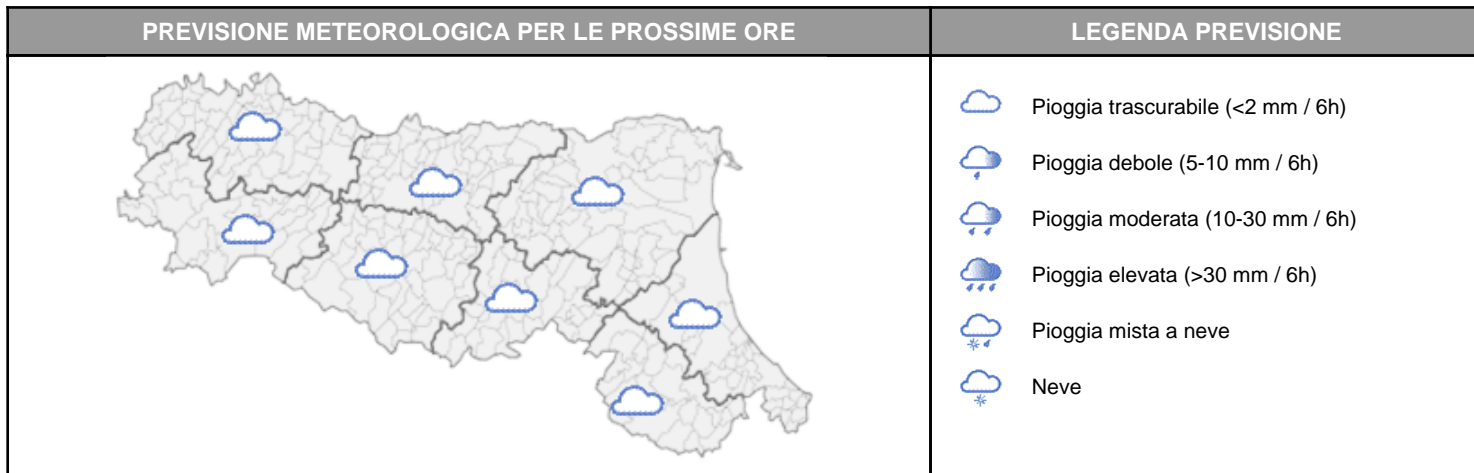 PREVISIONE METEOROLOGICA PER LE PROSSIME ORE
LEGENDA PREVISIONE
Pioggia trascurabile (<2 mm / 6h)
Pioggia debole (5-10 mm / 6h)
Pioggia moderata (10-30 mm / 6h)
Pioggia elevata (>30 mm / 6h)
Pioggia mista a neve
Neve